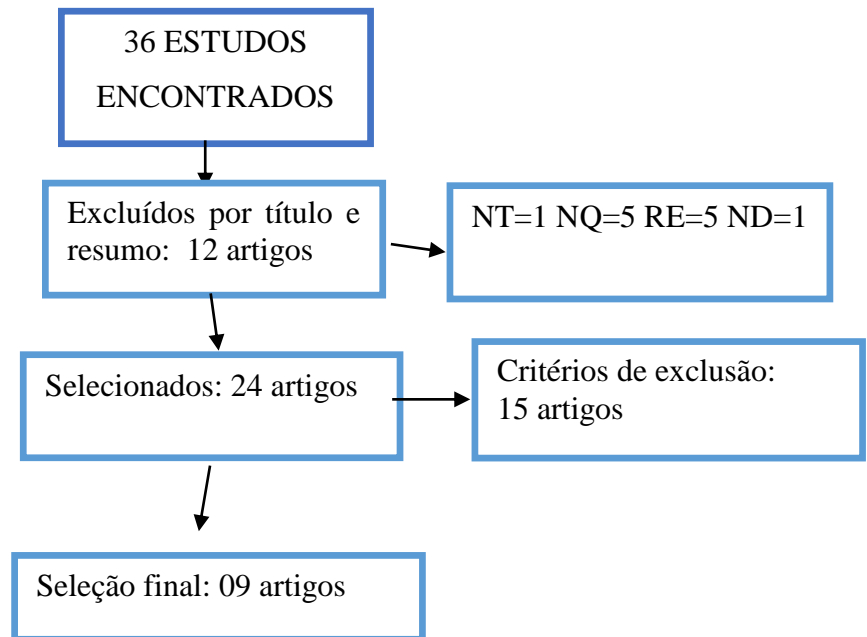 36 ESTUDOS
ENCONTRADOS
Excluídos por título e
resumo: 12 artigos
NT=1 NQ=5 RE=5 ND=1
Selecionados: 24 artigos
Critérios de exclusão:
15 artigos
Seleção final: 09 artigos